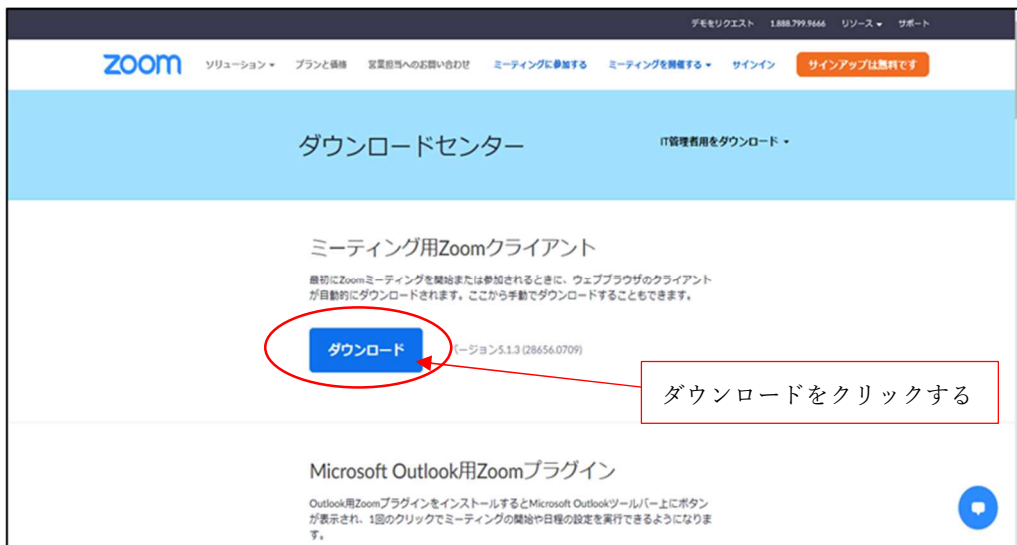 デモをリクエスト 1.888.799.9666 リソース サポート
zoom ソリューション プランと価格 営業担当へのお問い合わせ ミーティングに参加する ミーティングを開催する サインイン サインアップは無料です
ダウンロードセンター IT管理者用をダウンロード
ミーティング用Zoomクライアント
最初にZoomミーティングを開始または参加されるときに、ウェブブラウザのクライアント
が自動的にダウンロードされます。ここから手動でダウンロードすることもできます。
ダウンロード バージョン5.1.3 (28656.0709)
ダウンロードをクリックする
Microsoft Outlook用Zoomプラグイン
Outlook用ZoomプラグインをインストールするとMicrosoft Outlookツールバー上にボタン
が表示され、1回のクリックでミーティングの開始や日程の設定を実行できるようになりま
す。